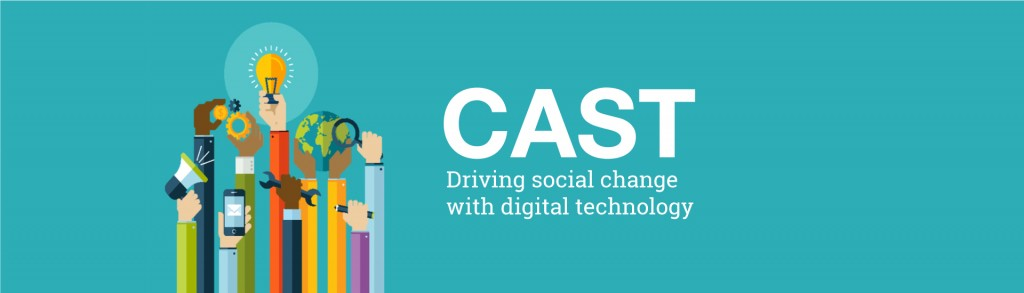 CAST
Driving social change
with digital technology